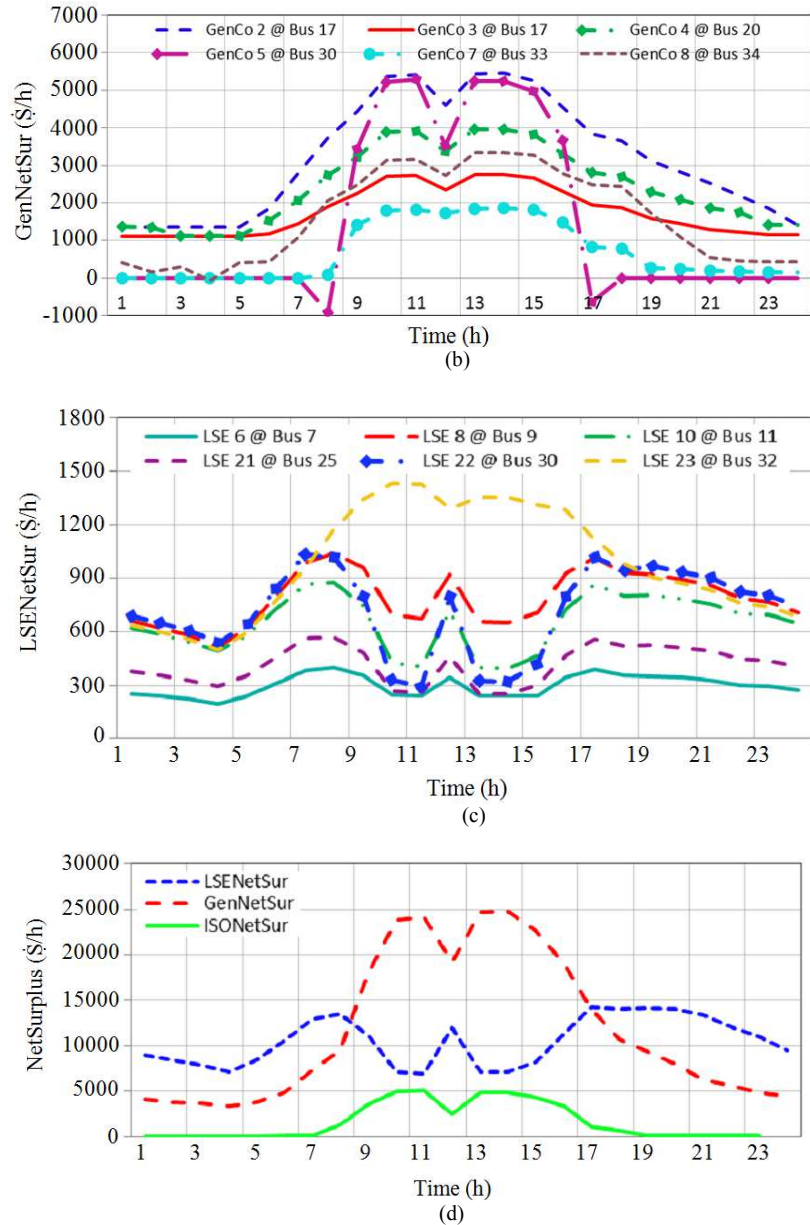 7000
6000
5000
4000
3000
2000
1000
0
-1000
GenNetSur ($/h)
GenCo 2 @ Bus 17 GenCo 3 @ Bus 17 GenCo 4 @ Bus 20
GenCo 5 @ Bus 30 GenCo 7 @ Bus 33 GenCo 8 @ Bus 34
1 3 5 7 9 11 13 15 17 19 21 23
Time (h)
(b)
1800
1500
1200
900
600
300
0
LSENetSur ($/h)
LSE 6 @ Bus 7 LSE 8 @ Bus 9 LSE 10 @ Bus 11
LSE 21 @ Bus 25 LSE 22 @ Bus 30 LSE 23 @ Bus 32
1 3 5 7 9 11 13 15 17 19 21 23
Time (h)
(c)
30000
25000
20000
15000
10000
5000
0
NetSurplus ($/h)
LSENetSur
GenNetSur
ISONetSur
1 3 5 7 9 11 13 15 17 19 21 23
Time (h)
(d)